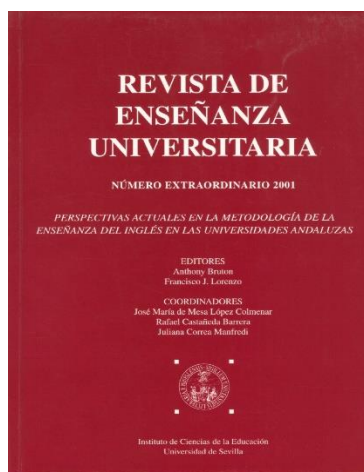 REVISTA DE
ENSEÑANZA
UNIVERSITARIA
NÚMERO EXTRAORDINARIO 2001
PERSPECTIVAS ACTUALES EN LA METODOLOGÍA DE LA
ENSEÑANZA DEL INGLÉS EN LAS UNIVERSIDADES ANDALUZAS
EDITORES
Anthony Bruton
Francisco J. Lorenzo
COORDINADORES
José María de Mesa López Colmenar
Rafael Castañeda Barrera
Juliana Correa Manfredi
Instituto de Ciencias de la Educación
Universidad de Sevilla